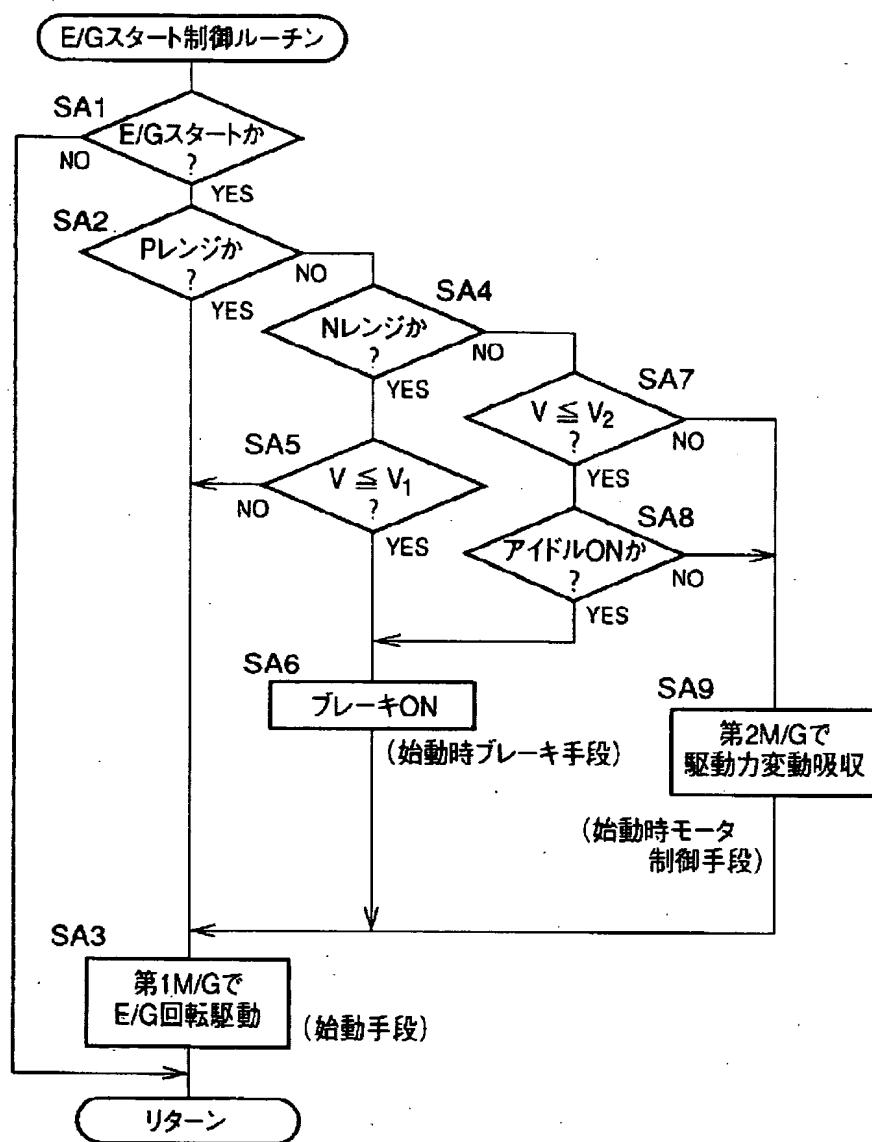 E/Gスタート制御ルーチン
SA1
E/Gスタートか
?
NO
YES
SA2
Pレンジか
?
NO
YES
SA4
Nレンジか
?
NO
YES
SA7
V ≦ V2
?
NO
YES
SA5
V ≦ V1
?
NO
YES
SA8
アイドルONか
?
NO
YES
SA6
ブレーキON
(始動時ブレーキ手段)
SA9
第2M/Gで
駆動力変動吸収
(始動時モータ
制御手段)
SA3
第1M/Gで
E/G回転駆動
(始動手段)
リターン